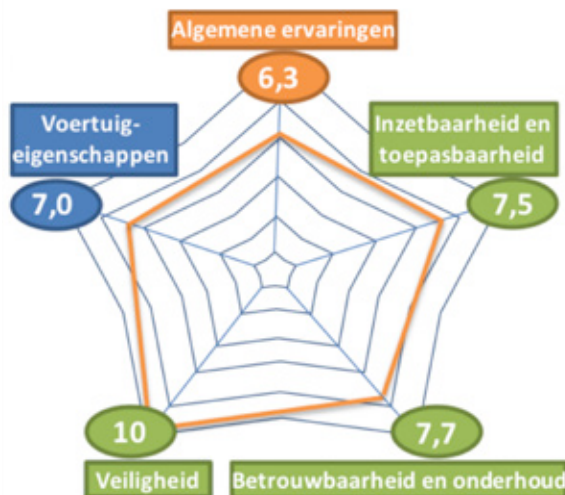 Algemene ervaringen
6,3
Voertuig-
eigenschappen
7,0
Inzetbaarheid en
toepasbaarheid
7,5
10
Veiligheid
7,7
Betrouwbaarheid en onderhoud